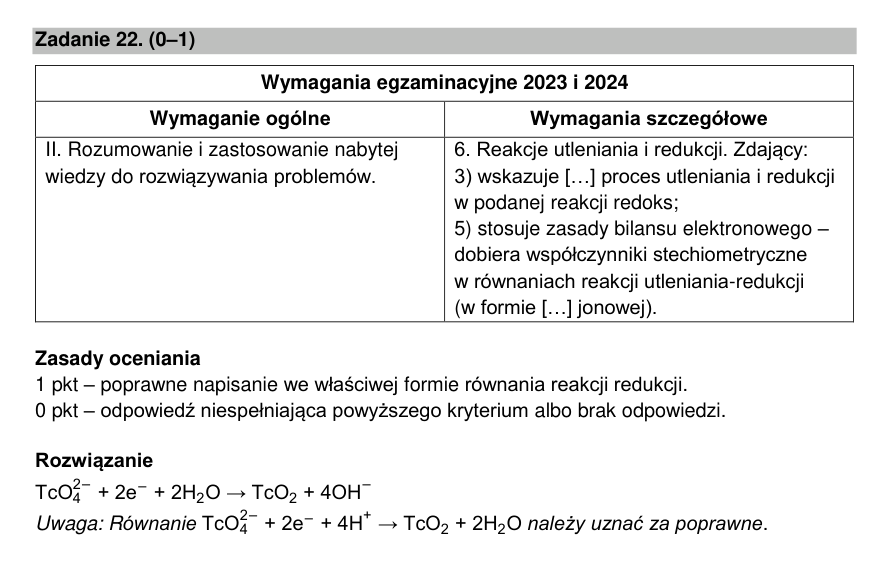 Zadanie 22. (0–1)
Wymagania egzaminacyjne 2023 i 2024
Wymaganie ogólne
Wymagania szczegółowe
II. Rozumowanie i zastosowanie nabytej
wiedzy do rozwiązywania problemów.
6. Reakcje utleniania i redukcji. Zdający:
3) wskazuje […] proces utleniania i redukcji
w podanej reakcji redoks;
5) stosuje zasady bilansu elektronowego –
dobiera współczynniki stechiometryczne
w równaniach reakcji utleniania-redukcji
(w formie […] jonowej).
Zasady oceniania
1 pkt – poprawne napisanie we właściwej formie równania reakcji redukcji.
0 pkt – odpowiedź niespełniająca powyższego kryterium albo brak odpowiedzi.
Rozwiązanie
TcO₄²⁻ + 2e⁻ + 2H₂O → TcO₂ + 4OH⁻
Uwaga: Równanie TcO₄²⁻ + 2e⁻ + 4H⁺ → TcO₂ + 2H₂O należy uznać za poprawne.